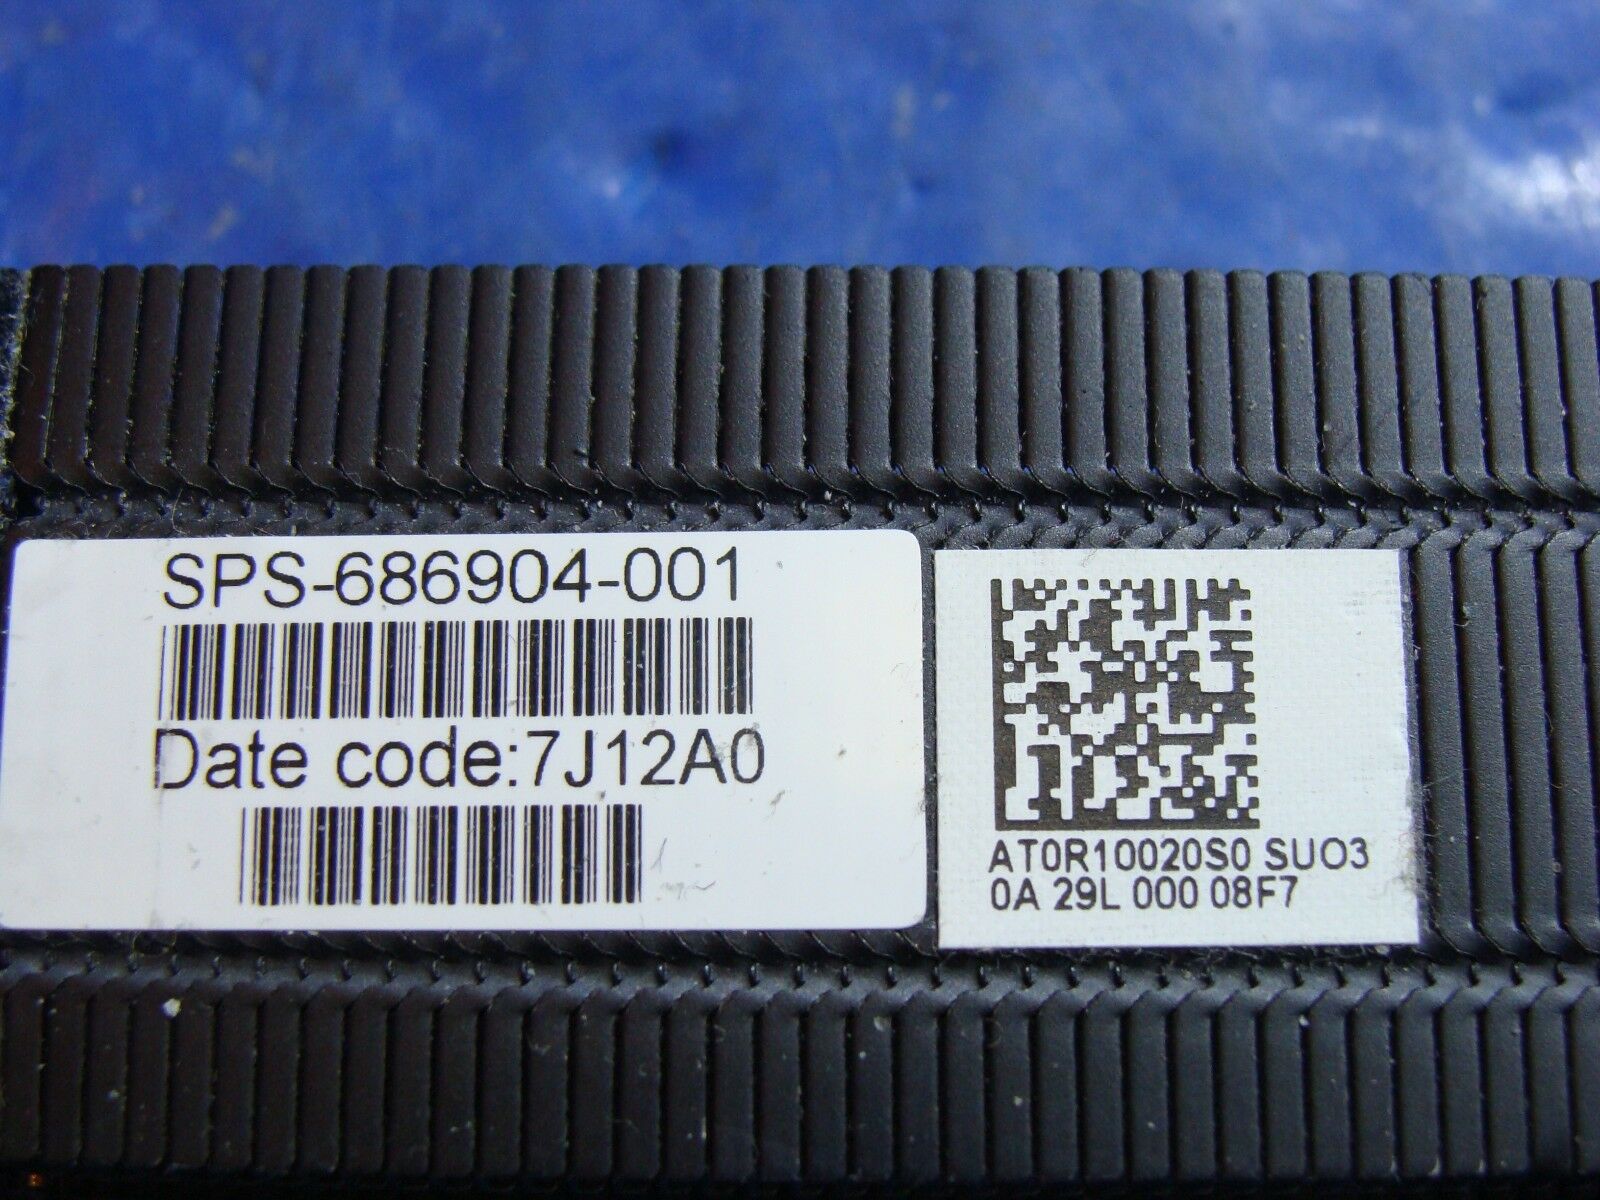 SPS-686904-001
Date code:7J12A0
AT0R10020S0 SUO3
0A 29L 000 08F7